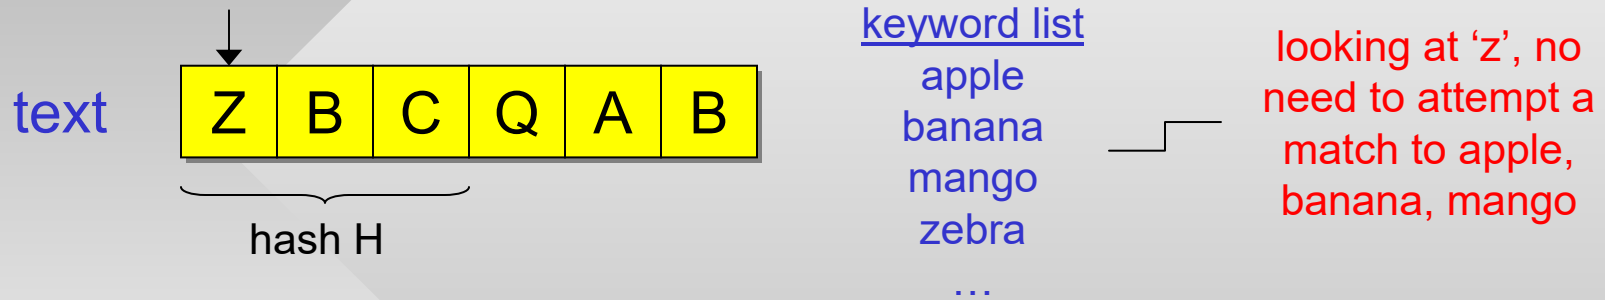 text
Z B C Q A B
hash H
keyword list
apple
banana
mango
zebra
…
looking at ‘z’, no
need to attempt a
match to apple,
banana, mango